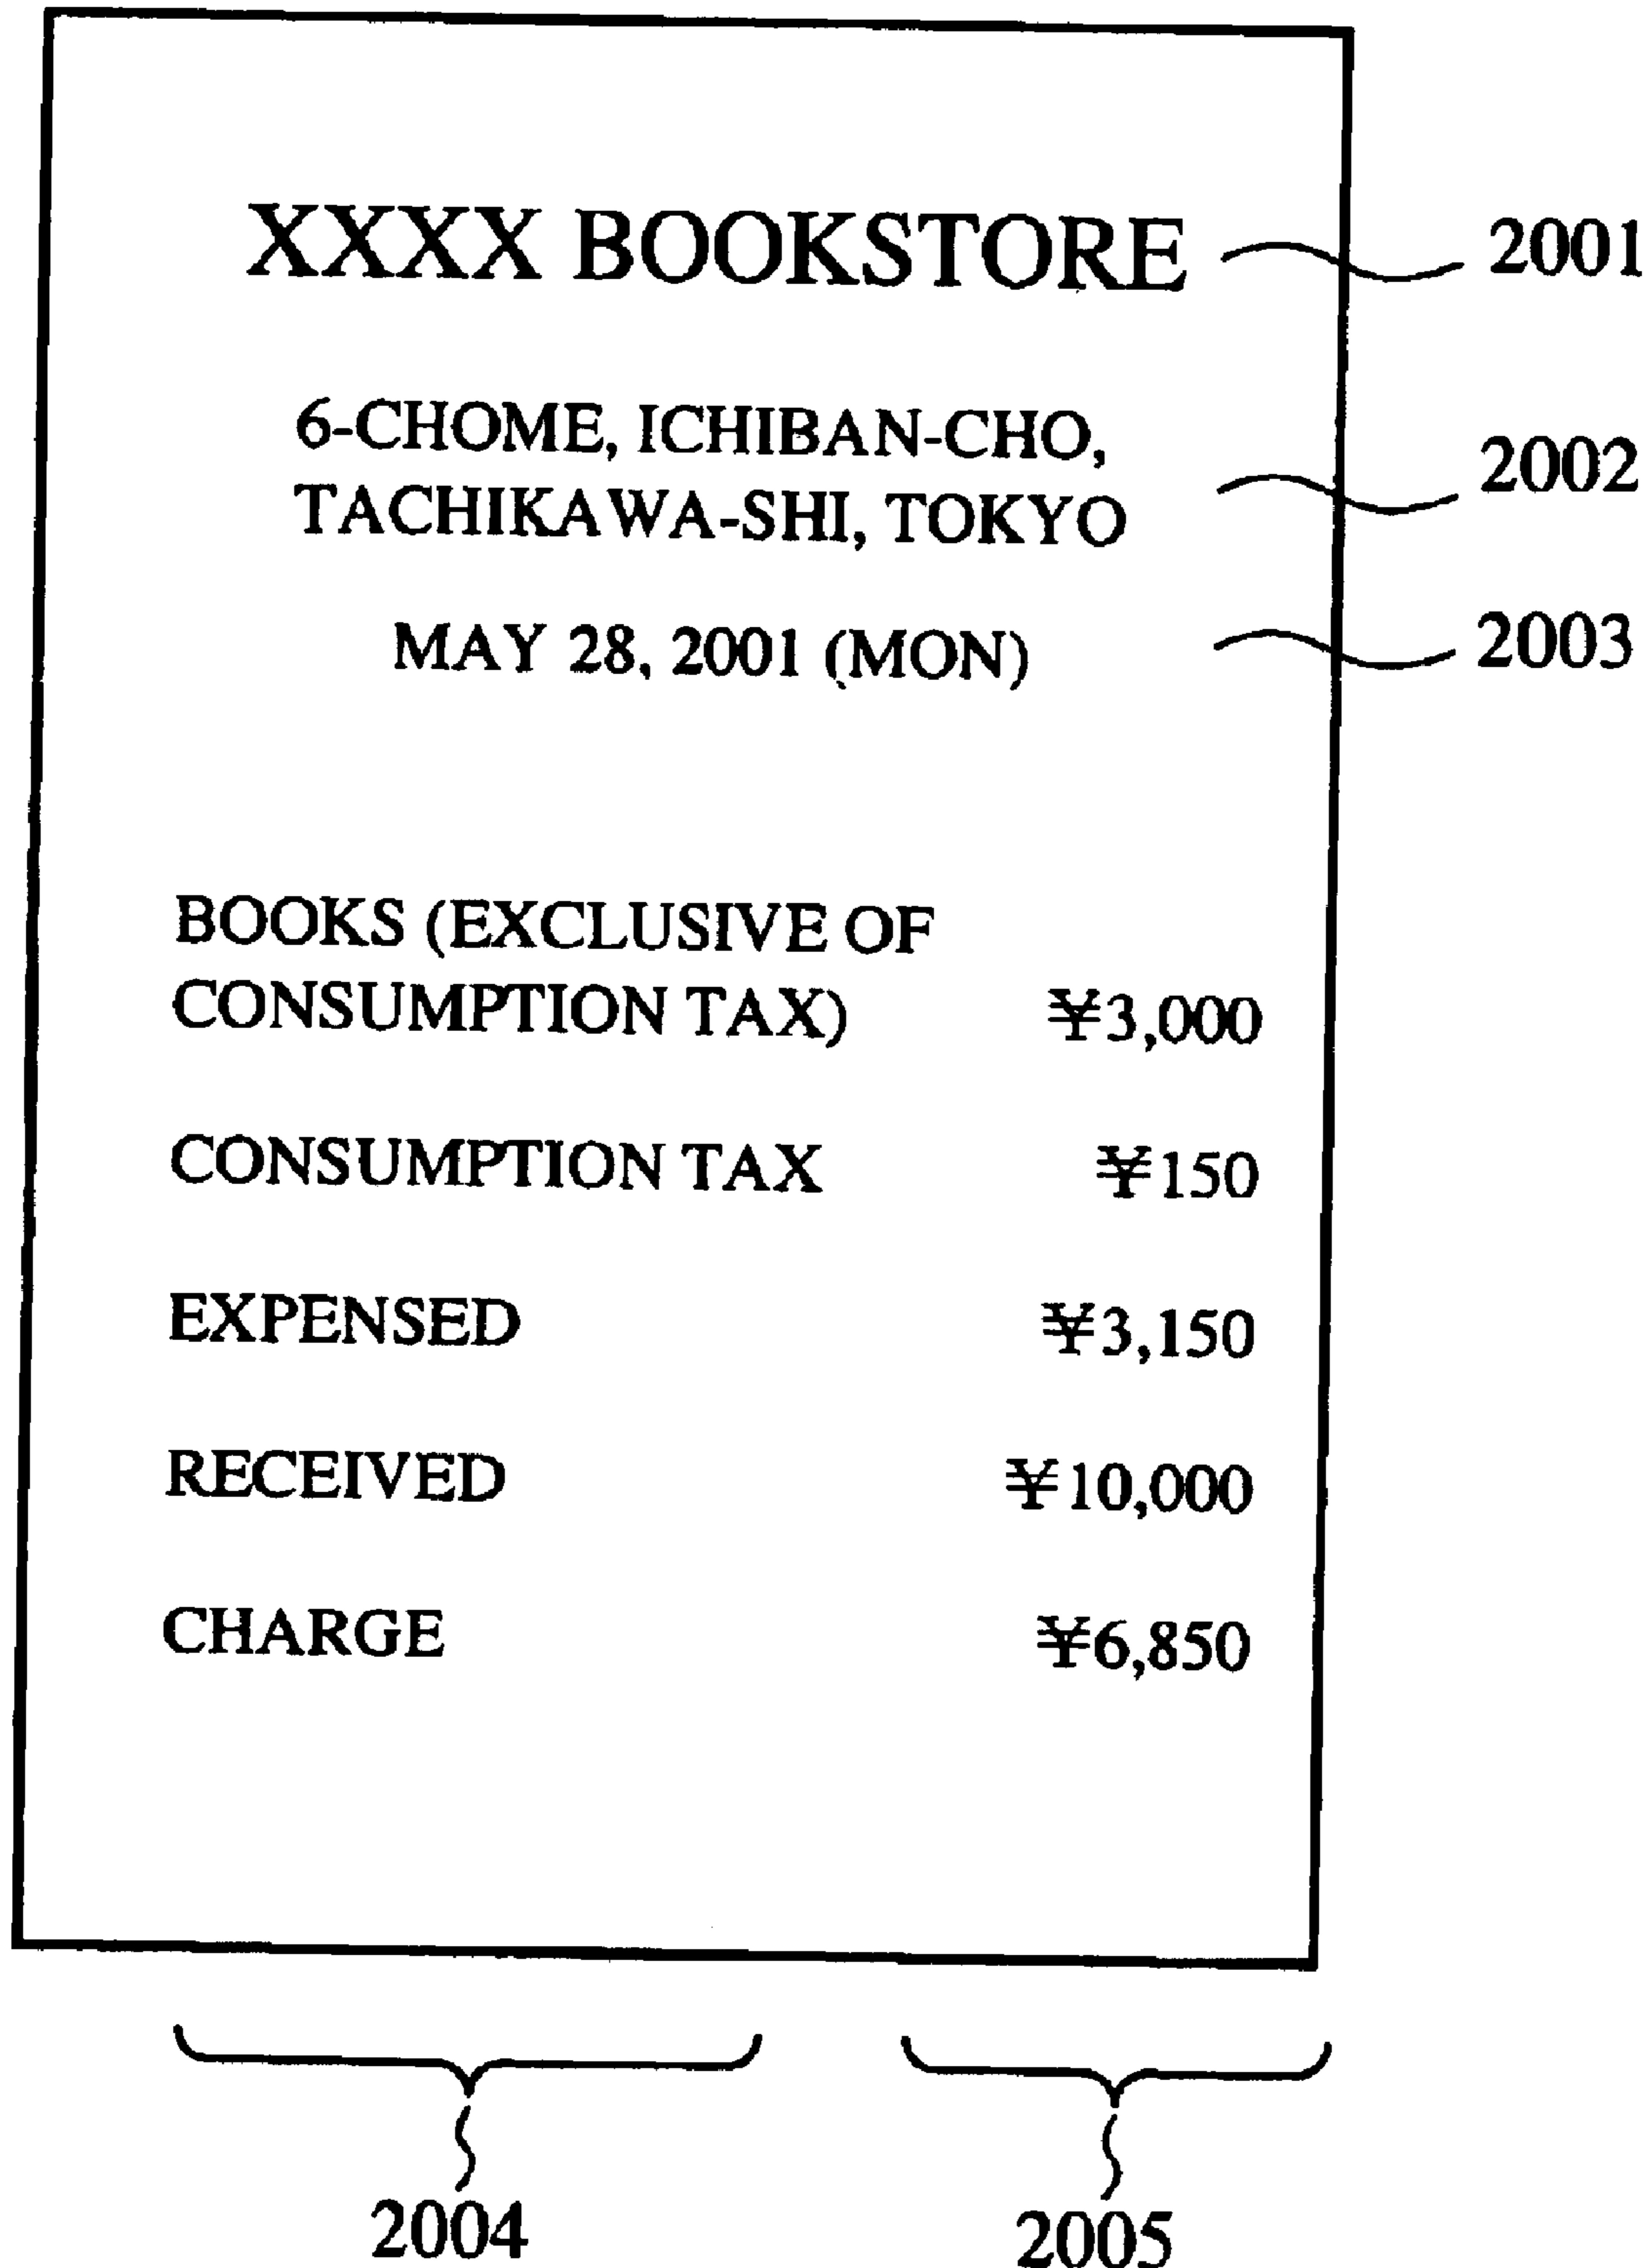 XXXX BOOKSTORE 2001
6-CHOME, ICHIBAN-CHO,
TACHIKAWA-SHI, TOKYO 2002
MAY 28, 2001 (MON) 2003
BOOKS (EXCLUSIVE OF
CONSUMPTION TAX) ¥3,000
CONSUMPTION TAX ¥150
EXPENSED ¥3,150
RECEIVED ¥10,000
CHARGE ¥6,850
2004 2005